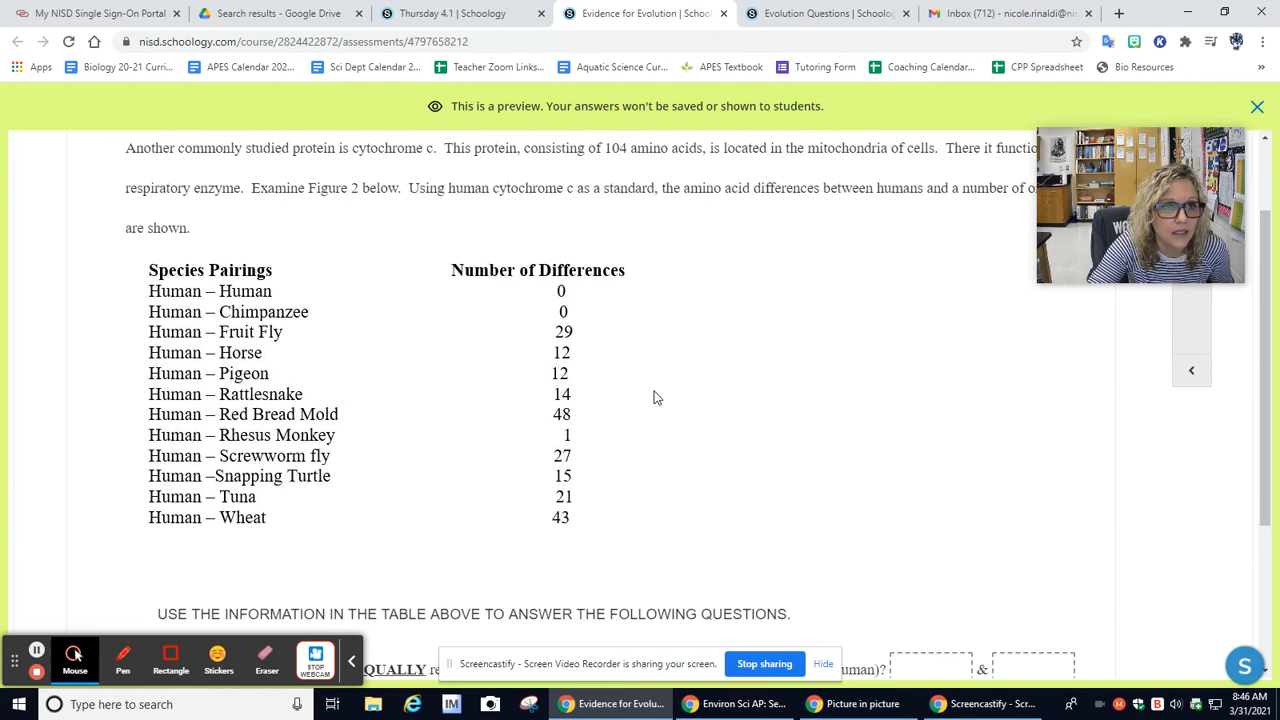 My NISD Single Sign-On Portal
Search results - Google Drive
Thursday 4.1 | Schoology
Evidence for Evolution | School
Evolution Questions | Schoolog
Inbox (712) - nicole.rinaldi@nis
nisd.schoology.com/course/2824422872/assessments/4797658212
Apps
Biology 20-21 Curri...
APES Calendar 202...
Sci Dept Calendar 2...
Teacher Zoom Links...
Aquatic Science Cur...
APES Textbook
Tutoring Form
Coaching Calendar...
CPP Spreadsheet
Bio Resources
»
This is a preview. Your answers won't be saved or shown to students.
Another commonly studied protein is cytochrome c. This protein, consisting of 104 amino acids, is located in the mitochondria of cells. There it functio
respiratory enzyme. Examine Figure 2 below. Using human cytochrome c as a standard, the amino acid differences between humans and a number of o
are shown.
Species Pairings Number of Differences
Human – Human 0
Human – Chimpanzee 0
Human – Fruit Fly 29
Human – Horse 12
Human – Pigeon 12
Human – Rattlesnake 14
Human – Red Bread Mold 48
Human – Rhesus Monkey 1
Human – Screwworm fly 27
Human –Snapping Turtle 15
Human – Tuna 21
Human – Wheat 43
USE THE INFORMATION IN THE TABLE ABOVE TO ANSWER THE FOLLOWING QUESTIONS.
QUALLY re
uman)? &
Mouse
Pen
Rectangle
Stickers
Eraser
STOP WEBCAM
Screencastify - Screen Video Recorder is sharing your screen.
Stop sharing
Hide
S
Type here to search
IM
Evidence for Evolu...
Environ Sci AP: Se...
Picture in picture
Screencastify - Scr...
8:46 AM
3/31/2021